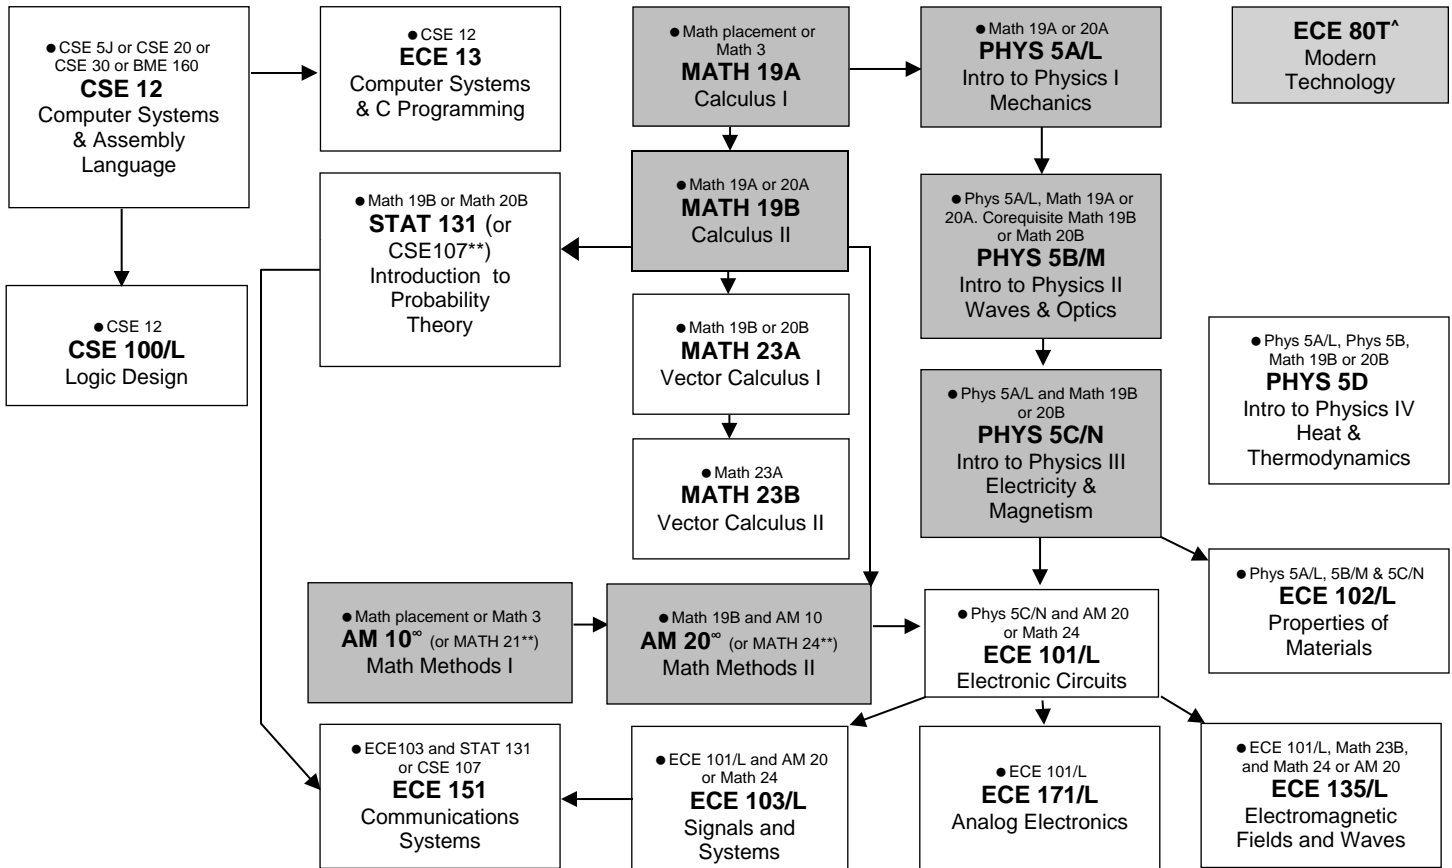 ● CSE 5J or CSE 20 or
CSE 30 or BME 160
CSE 12
Computer Systems
& Assembly
Language
● CSE 12
ECE 13
Computer Systems
& C Programming
● Math placement or
Math 3
MATH 19A
Calculus I
● Math 19A or 20A
PHYS 5A/L
Intro to Physics I
Mechanics
ECE 80T^
Modern
Technology
● Math 19B or Math 20B
STAT 131 (or
CSE107**)
Introduction to
Probability
Theory
● Math 19A or 20A
MATH 19B
Calculus II
● Phys 5A/L, Math 19A or
20A. Corequisite Math 19B
or Math 20B
PHYS 5B/M
Intro to Physics II
Waves & Optics
● CSE 12
CSE 100/L
Logic Design
● Math 19B or 20B
MATH 23A
Vector Calculus I
● Phys 5A/L, Phys 5B,
Math 19B or 20B
PHYS 5D
Intro to Physics IV
Heat &
Thermodynamics
● Phys 5A/L and Math 19B
or 20B
PHYS 5C/N
Intro to Physics III
Electricity &
Magnetism
● Math 23A
MATH 23B
Vector Calculus II
● Phys 5A/L, 5B/M & 5C/N
ECE 102/L
Properties of
Materials
● Math placement or Math 3
AM 10∞ (or MATH 21**)
Math Methods I
● Math 19B and AM 10
AM 20∞ (or MATH 24**)
Math Methods II
● Phys 5C/N and AM 20
or Math 24
ECE 101/L
Electronic Circuits
● ECE103 and STAT 131
or CSE 107
ECE 151
Communications
Systems
● ECE 101/L and AM 20
or Math 24
ECE 103/L
Signals and
Systems
● ECE 101/L
ECE 171/L
Analog Electronics
● ECE 101/L, Math 23B,
and Math 24 or AM 20
ECE 135/L
Electromagnetic
Fields and Waves